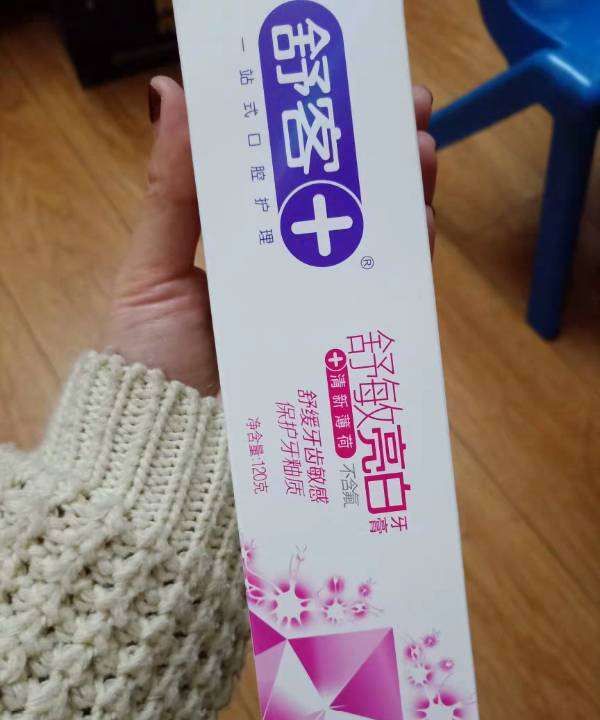 舒客
®
一站式口腔护理
舒敏亮白
牙膏
清新薄荷
不含氟
舒缓牙齿敏感
保护牙釉质
净含量:120克